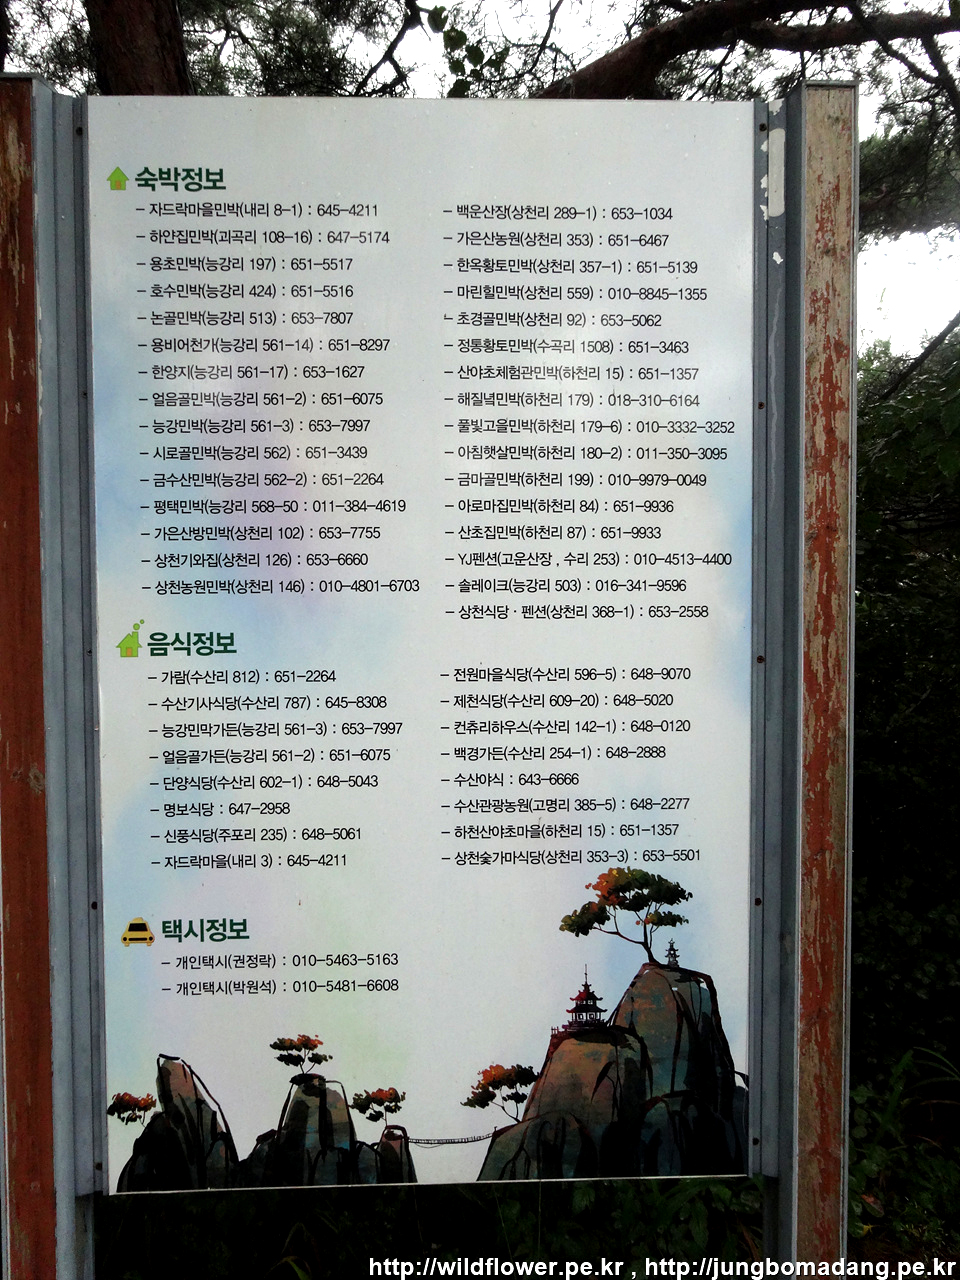 숙박정보
– 자드락마을민박(내리 8–1) : 645–4211
– 하얀집민박(괴곡리 108–16) : 647–5174
– 용초민박(능강리 197) : 651–5517
– 호수민박(능강리 424) : 651–5516
– 논골민박(능강리 513) : 653–7807
– 용비어천가(능강리 561–14) : 651–8297
– 한양지(능강리 561–17) : 653–1627
– 얼음골민박(능강리 561–2) : 651–6075
– 능강민박(능강리 561–3) : 653–7997
– 시로골민박(능강리 562) : 651–3439
– 금수산민박(능강리 562–2) : 651–2264
– 평택민박(능강리 568–50 : 011–384–4619
– 가은산방민박(상천리 102) : 653–7755
– 상천기와집(상천리 126) : 653–6660
– 상천농원민박(상천리 146) : 010–4801–6703
– 백운산장(상천리 289–1) : 653–1034
– 가은산농원(상천리 353) : 651–6467
– 한옥황토민박(상천리 357–1) : 651–5139
– 마린힐민박(상천리 559) : 010–8845–1355
– 초경골민박(상천리 92) : 653–5062
– 정통황토민박(수곡리 1508) : 651–3463
– 산야초체험관민박(하천리 15) : 651–1357
– 해질녘민박(하천리 179) : 018–310–6164
– 풀빛고을민박(하천리 179–6) : 010–3332–3252
– 아침햇살민박(하천리 180–2) : 011–350–3095
– 금마골민박(하천리 199) : 010–9979–0049
– 아로마집민박(하천리 84) : 651–9936
– 산초집민박(하천리 87) : 651–9933
– YJ펜션(고운산장 , 수리 253) : 010–4513–4400
– 솔레이크(능강리 503) : 016–341–9596
– 상천식당 · 펜션(상천리 368–1) : 653–2558
음식정보
– 가람(수산리 812) : 651–2264
– 수산기사식당(수산리 787) : 645–8308
– 능강민박가든(능강리 561–3) : 653–7997
– 얼음골가든(능강리 561–2) : 651–6075
– 단양식당(수산리 602–1) : 648–5043
– 명보식당 : 647–2958
– 신풍식당(주포리 235) : 648–5061
– 자드락마을(내리 3) : 645–4211
– 전원마을식당(수산리 596–5) : 648–9070
– 제천식당(수산리 609–20) : 648–5020
– 컨츄리하우스(수산리 142–1) : 648–0120
– 백경가든(수산리 254–1) : 648–2888
– 수산야식 : 643–6666
– 수산관광농원(고명리 385–5) : 648–2277
– 하천산야초마을(하천리 15) : 651–1357
– 상천숯가마식당(상천리 353–3) : 653–5501
택시정보
– 개인택시(권정락) : 010–5463–5163
– 개인택시(박원석) : 010–5481–6608
http://wildflower.pe.kr , http://jungbomadang.pe.kr